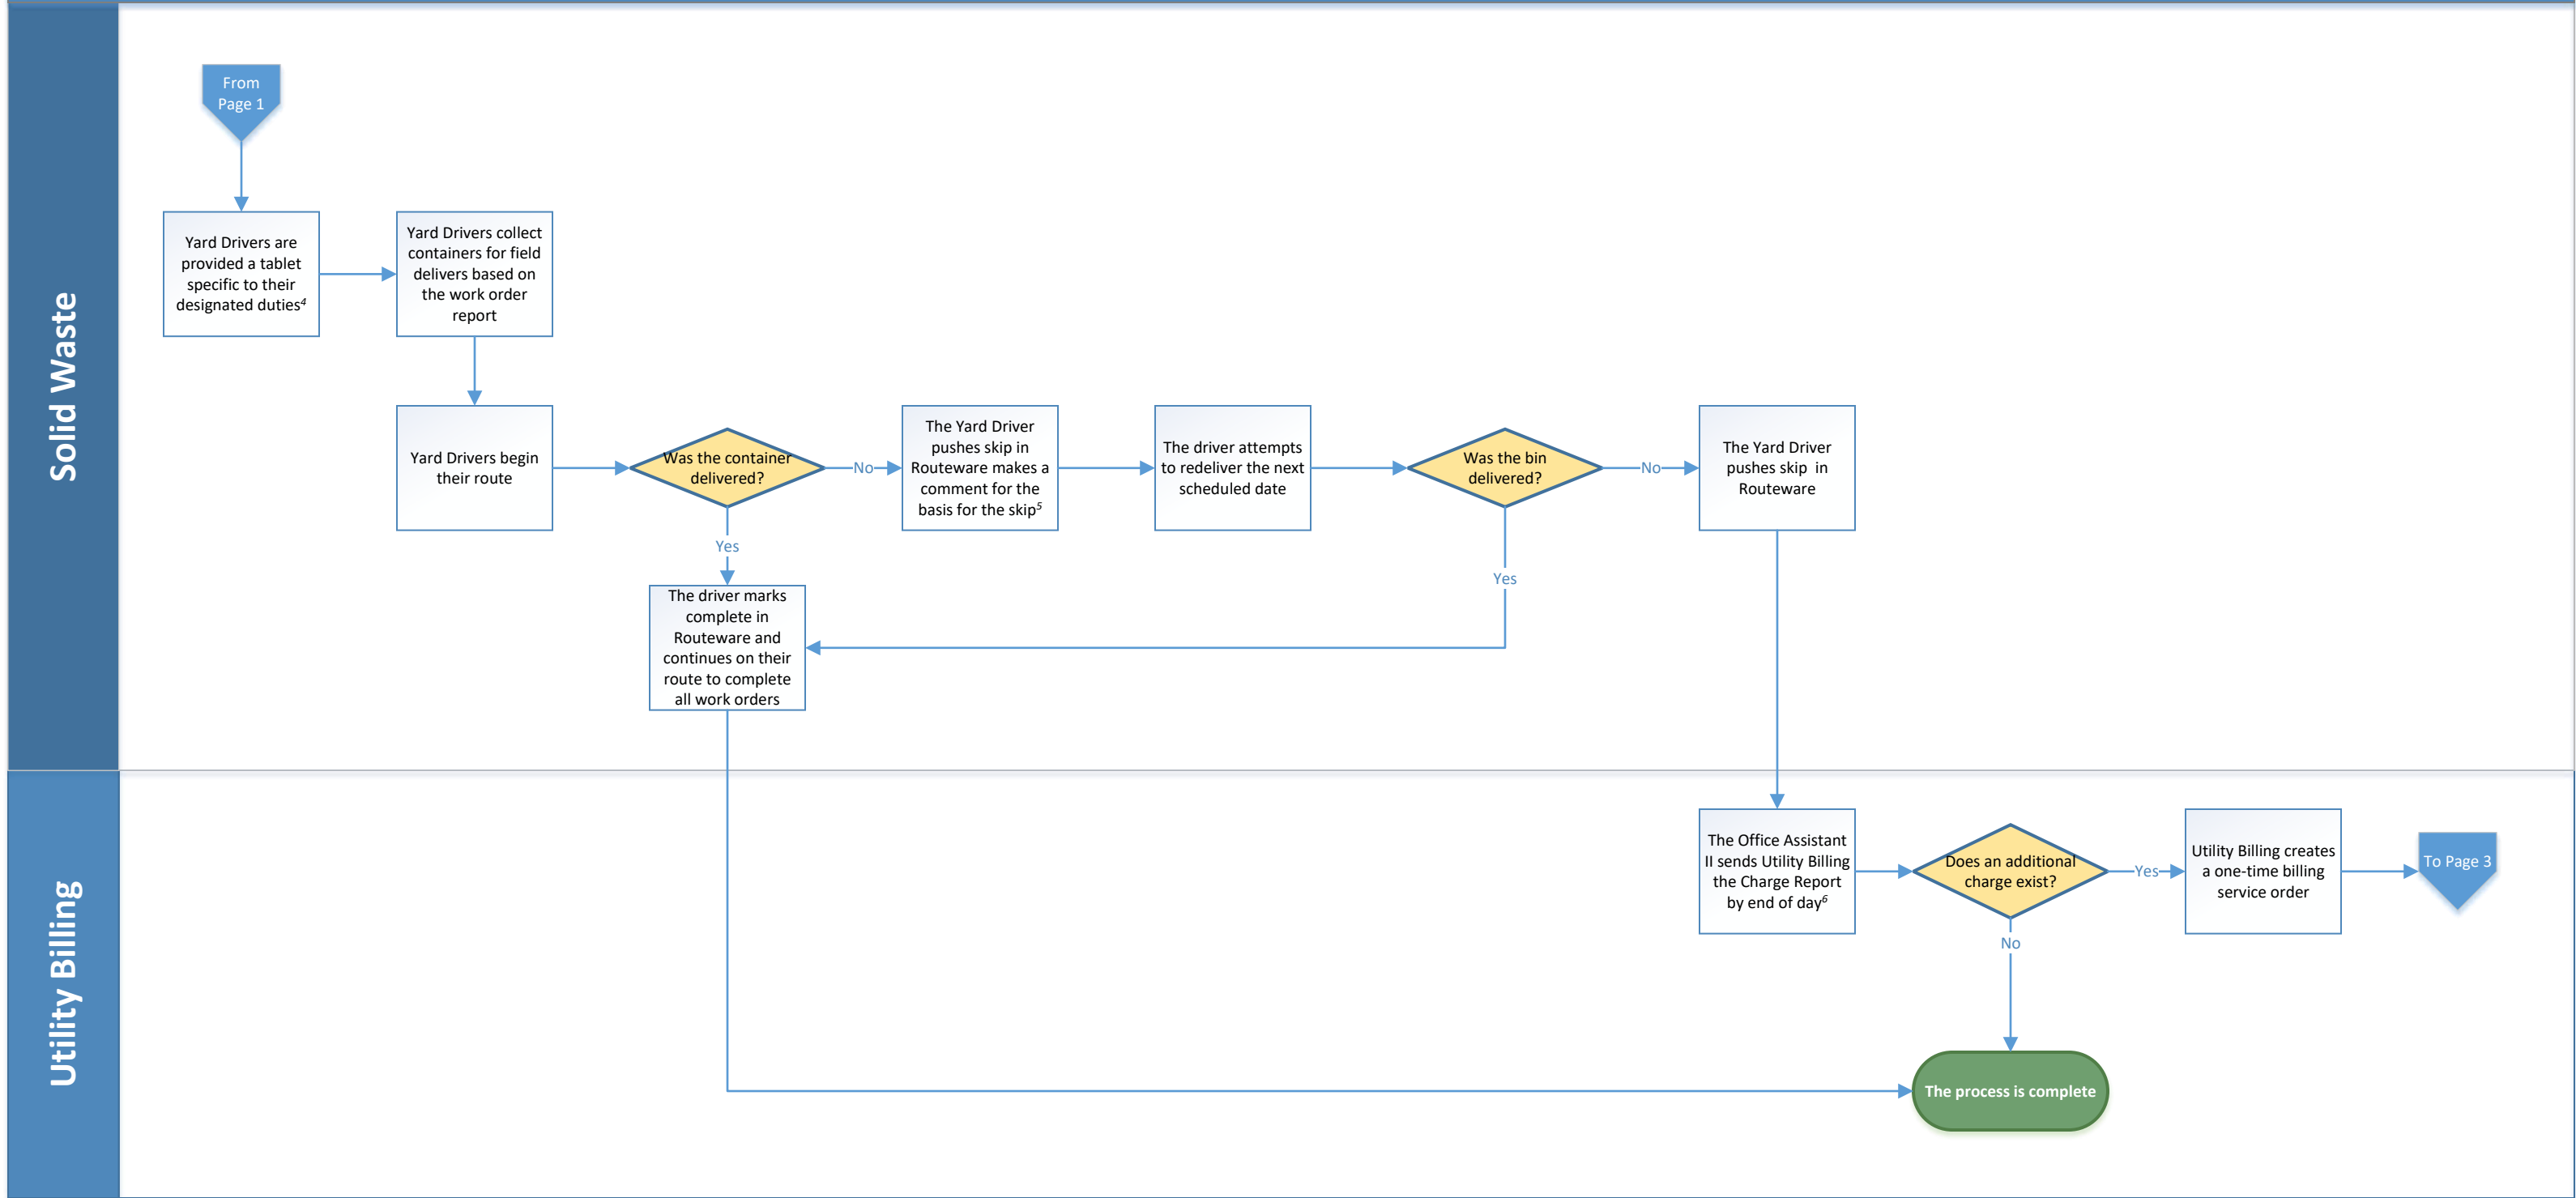 Solid Waste
From
Page 1
Yard Drivers are
provided a tablet
specific to their
designated duties4
Yard Drivers collect
containers for field
delivers based on
the work order
report
Yard Drivers begin
their route
Was the container
delivered?
No
The Yard Driver
pushes skip in
Routeware makes a
comment for the
basis for the skip5
The driver attempts
to redeliver the next
scheduled date
Was the bin
delivered?
No
The Yard Driver
pushes skip in
Routeware
Yes
Yes
The driver marks
complete in
Routeware and
continues on their
route to complete
all work orders
Utility Billing
The Office Assistant
II sends Utility Billing
the Charge Report
by end of day6
Does an additional
charge exist?
Yes
Utility Billing creates
a one-time billing
service order
To Page 3
No
The process is complete